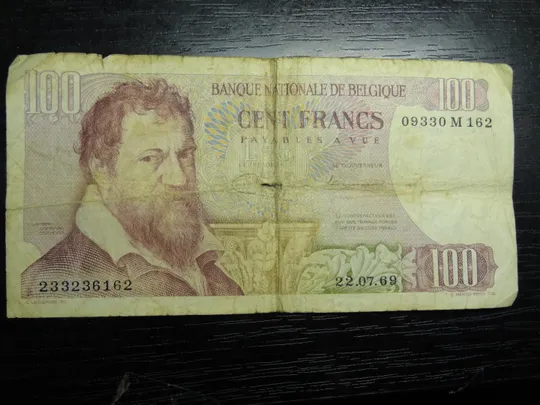 100 BANQUE NATIONALE DE BELGIQUE 100
CENT FRANCS
PAYABLES A VUE
09330 M 162
233236162
22.07.69
100